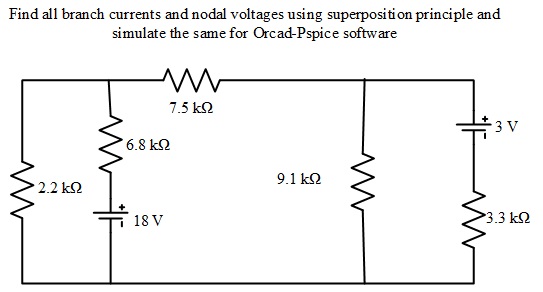 Find all branch currents and nodal voltages using superposition principle and
simulate the same for Orcad-Pspice software
7.5 kΩ
6.8 kΩ
2.2 kΩ
+
18 V
9.1 kΩ
+
3 V
3.3 kΩ